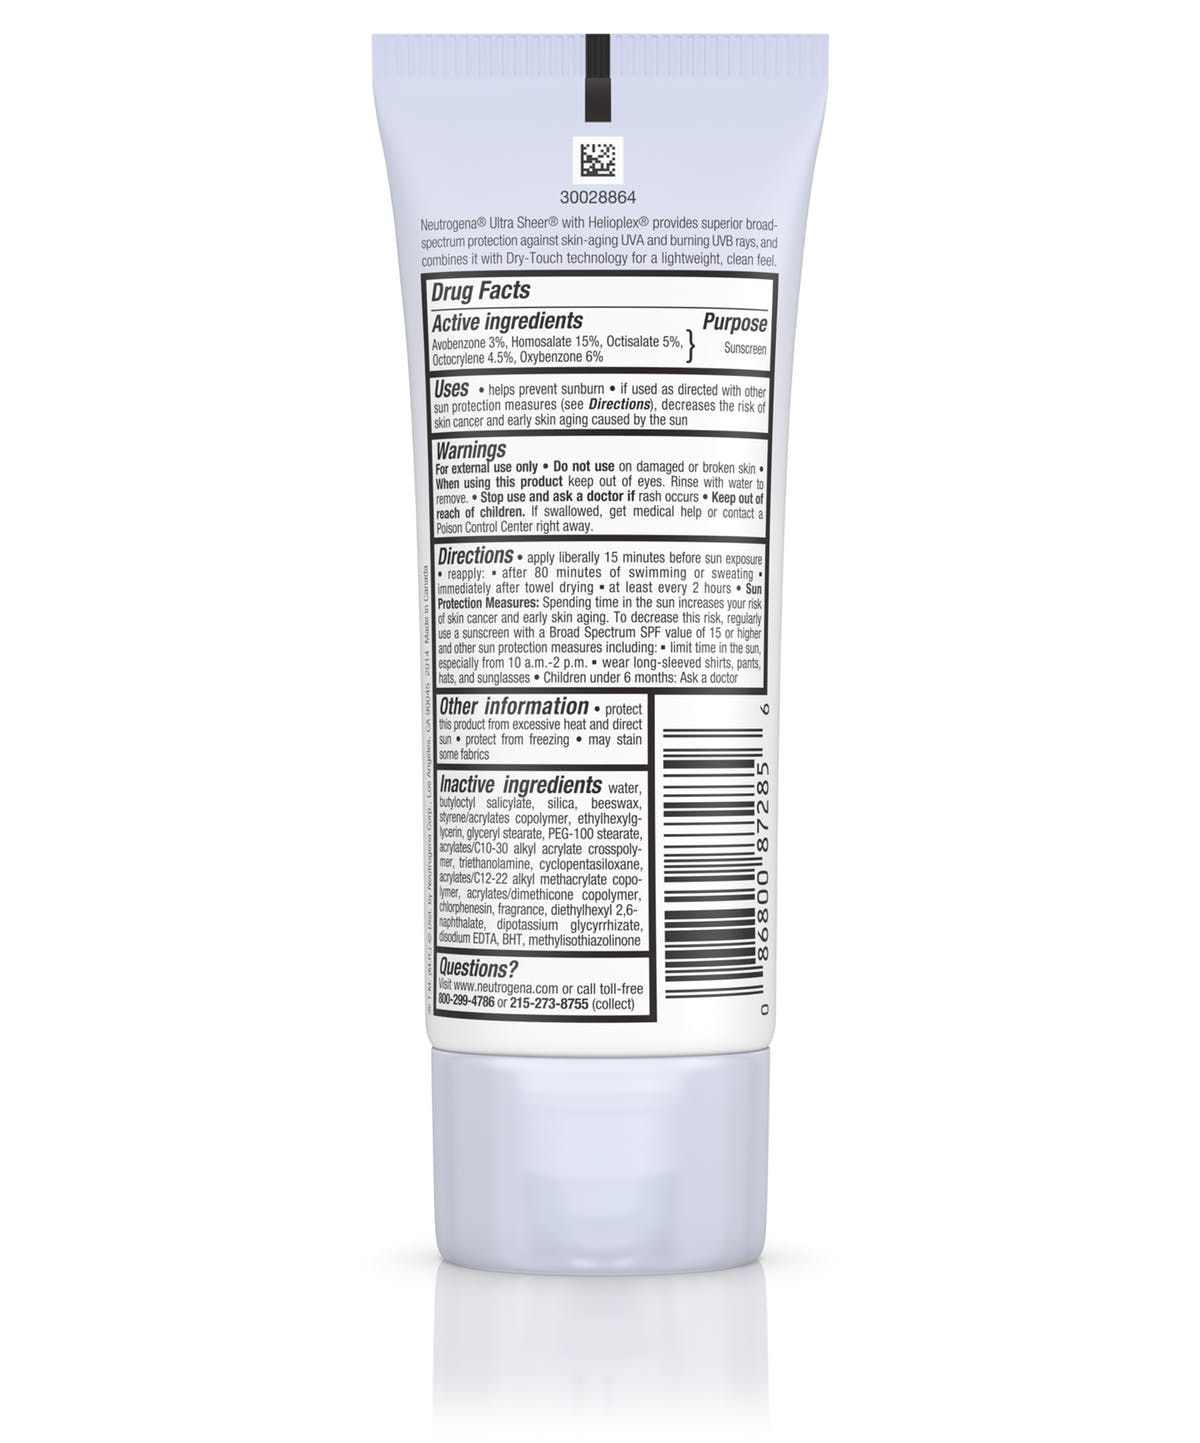 30028864
Neutrogena® Ultra Sheer® with Helioplex® provides superior broad-
spectrum protection against skin-aging UVA and burning UVB rays, and
combines it with Dry-Touch technology for a lightweight, clean feel.
Drug Facts
Active ingredients Purpose
Avobenzone 3%, Homosalate 15%, Octisalate 5%,
Octocrylene 4.5%, Oxybenzone 6% } Sunscreen
Uses • helps prevent sunburn • if used as directed with other
sun protection measures (see Directions), decreases the risk of
skin cancer and early skin aging caused by the sun
Warnings
For external use only • Do not use on damaged or broken skin •
When using this product keep out of eyes. Rinse with water to
remove. • Stop use and ask a doctor if rash occurs • Keep out of
reach of children. If swallowed, get medical help or contact a
Poison Control Center right away.
Directions • apply liberally 15 minutes before sun exposure
• reapply: ▪ after 80 minutes of swimming or sweating ▪
immediately after towel drying ▪ at least every 2 hours • Sun
Protection Measures: Spending time in the sun increases your risk
of skin cancer and early skin aging. To decrease this risk, regularly
use a sunscreen with a Broad Spectrum SPF value of 15 or higher
and other sun protection measures including: ▪ limit time in the sun,
especially from 10 a.m.-2 p.m. ▪ wear long-sleeved shirts, pants,
hats, and sunglasses • Children under 6 months: Ask a doctor
Other information • protect
this product from excessive heat and direct
sun • protect from freezing • may stain
some fabrics
Inactive ingredients water,
butyloctyl salicylate, silica, beeswax,
styrene/acrylates copolymer, ethylhexylg-
lycerin, glyceryl stearate, PEG-100 stearate,
acrylates/C10-30 alkyl acrylate crosspoly-
mer, triethanolamine, cyclopentasiloxane,
acrylates/C12-22 alkyl methacrylate copo-
lymer, acrylates/dimethicone copolymer,
chlorphenesin, fragrance, diethylhexyl 2,6-
naphthalate, dipotassium glycyrrhizate,
disodium EDTA, BHT, methylisothiazolinone
Questions?
Visit www.neutrogena.com or call toll-free
800-299-4786 or 215-273-8755 (collect)
0 86800 87285 6
® T.M. (M.R.) © Dist. by Neutrogena Corp., Los Angeles, CA 90045 2014 Made in Canada